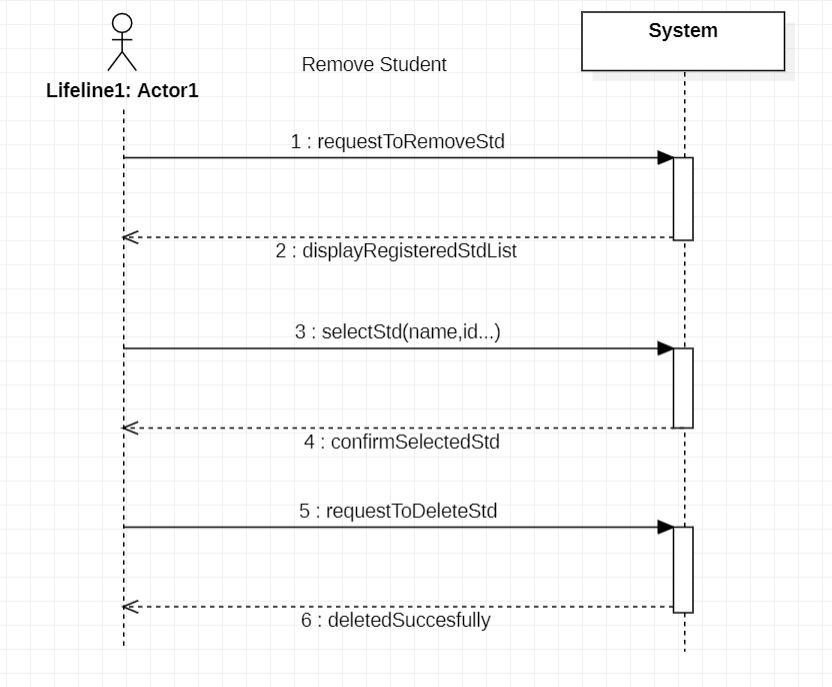 System
Remove Student
Lifeline1: Actor1
1 : requestToRemoveStd
2 : displayRegisteredStdList
3 : selectStd(name,id...)
4 : confirmSelectedStd
5 : requestToDeleteStd
6 : deletedSuccesfully